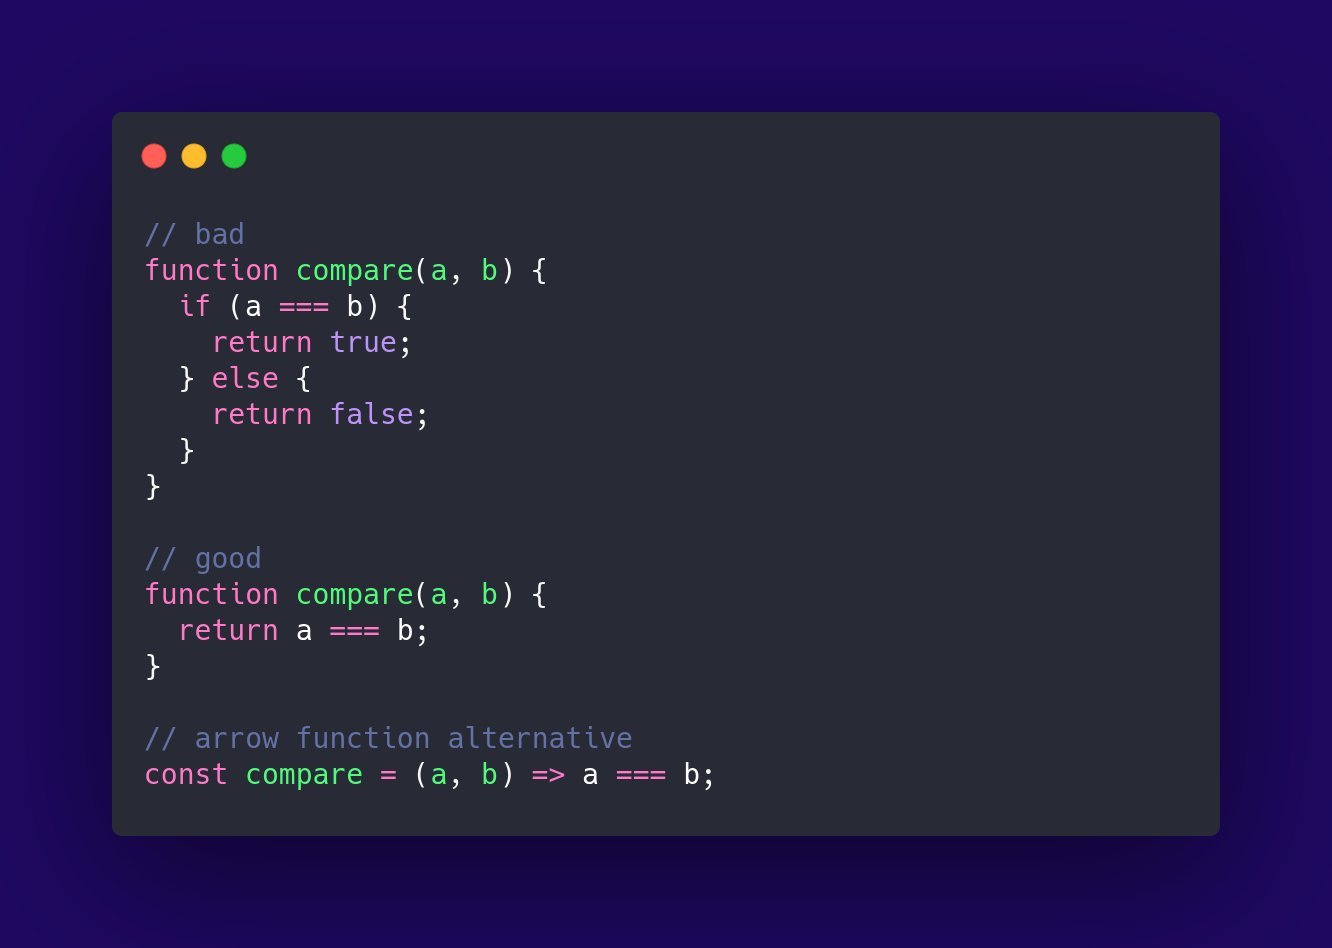 // bad
function compare(a, b) {
  if (a === b) {
    return true;
  } else {
    return false;
  }
}

// good
function compare(a, b) {
  return a === b;
}

// arrow function alternative
const compare = (a, b) => a === b;